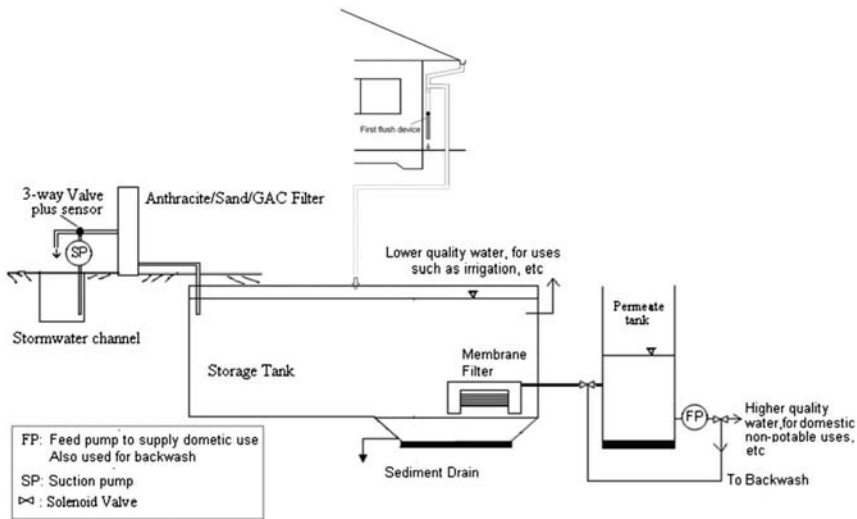 First flush device
3-way Valve
plus sensor
Anthracite/Sand/GAC Filter
SP
Stormwater channel
Lower quality water, for uses
such as irrigation, etc
Permeate
tank
Storage Tank
Membrane
Filter
FP
Higher quality
water,for domestic
non-potable uses,
etc
Sediment Drain
To Backwash
FP: Feed pump to supply dometic use
Also used for backwash
SP: Suction pump
: Solenoid Valve